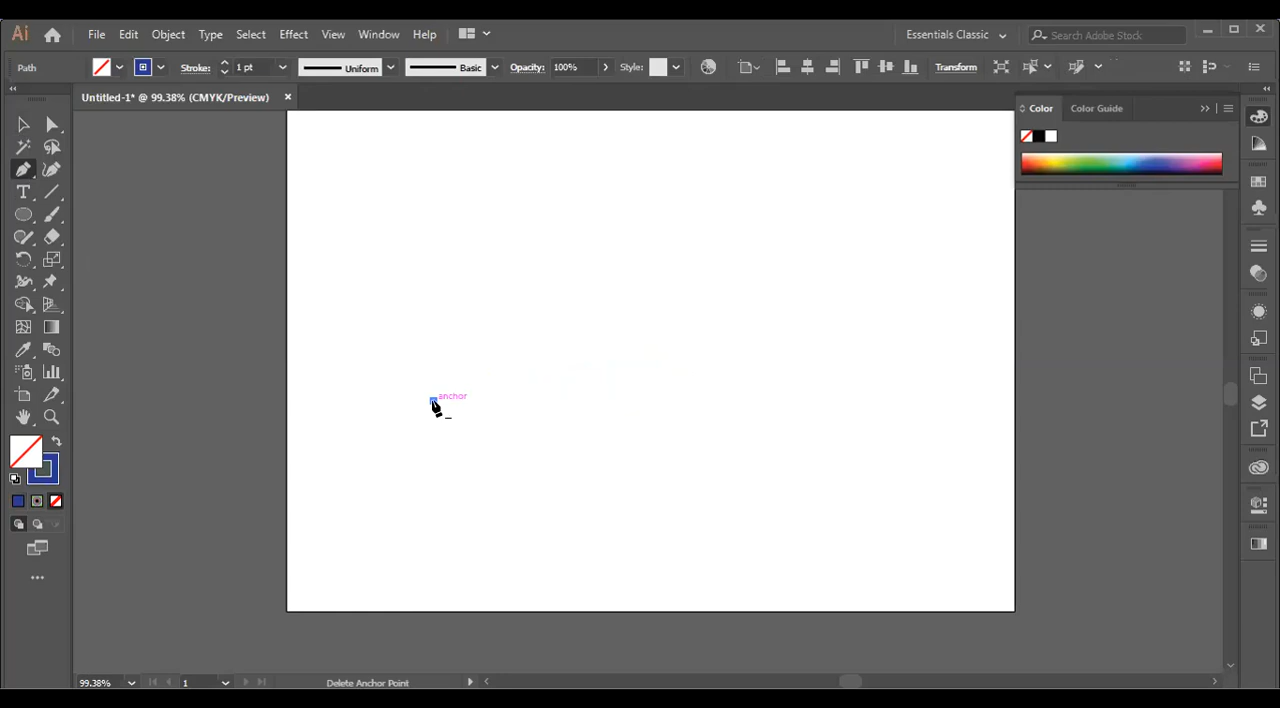 Ai File Edit Object Type Select Effect View Window Help Essentials Classic Search Adobe Stock
Path Stroke: 1 pt Uniform Basic Opacity: 100% Style: Transform
Untitled-1* @ 99.38% (CMYK/Preview)
Color Color Guide
anchor
99.38% 1 Delete Anchor Point